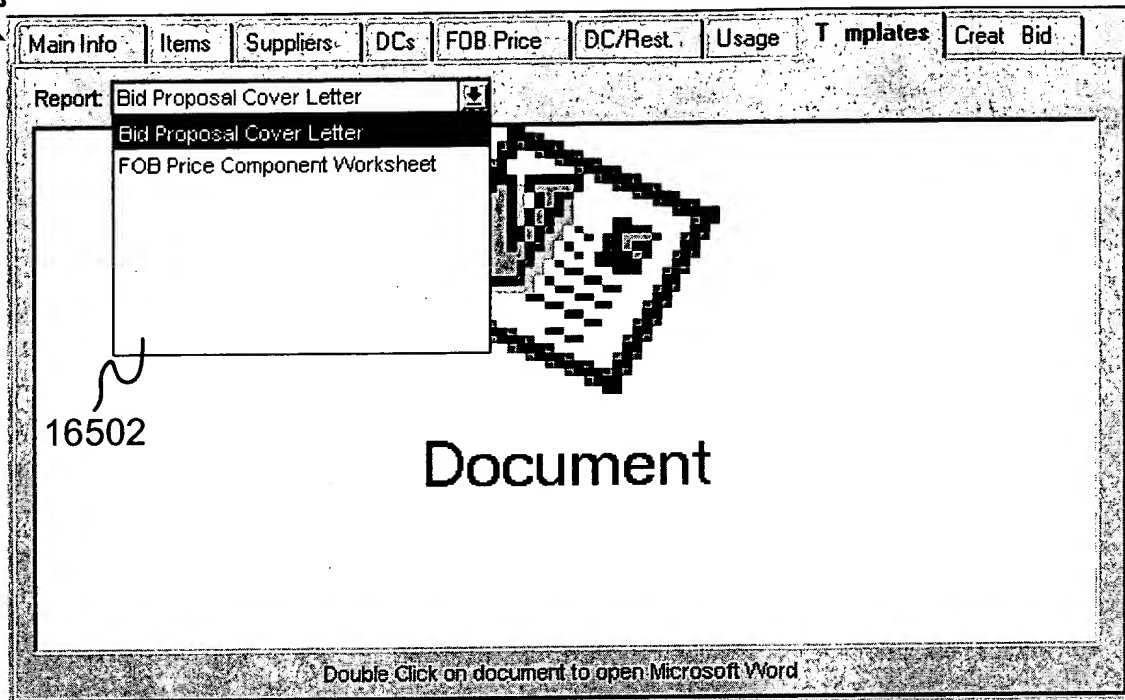 Main Info Items Suppliers DCs FOB Price DC/Rest. Usage T mplates Creat Bid
Report: Bid Proposal Cover Letter
Bid Proposal Cover Letter
FOB Price Component Worksheet
16502
Document
Double Click on document to open Microsoft Word